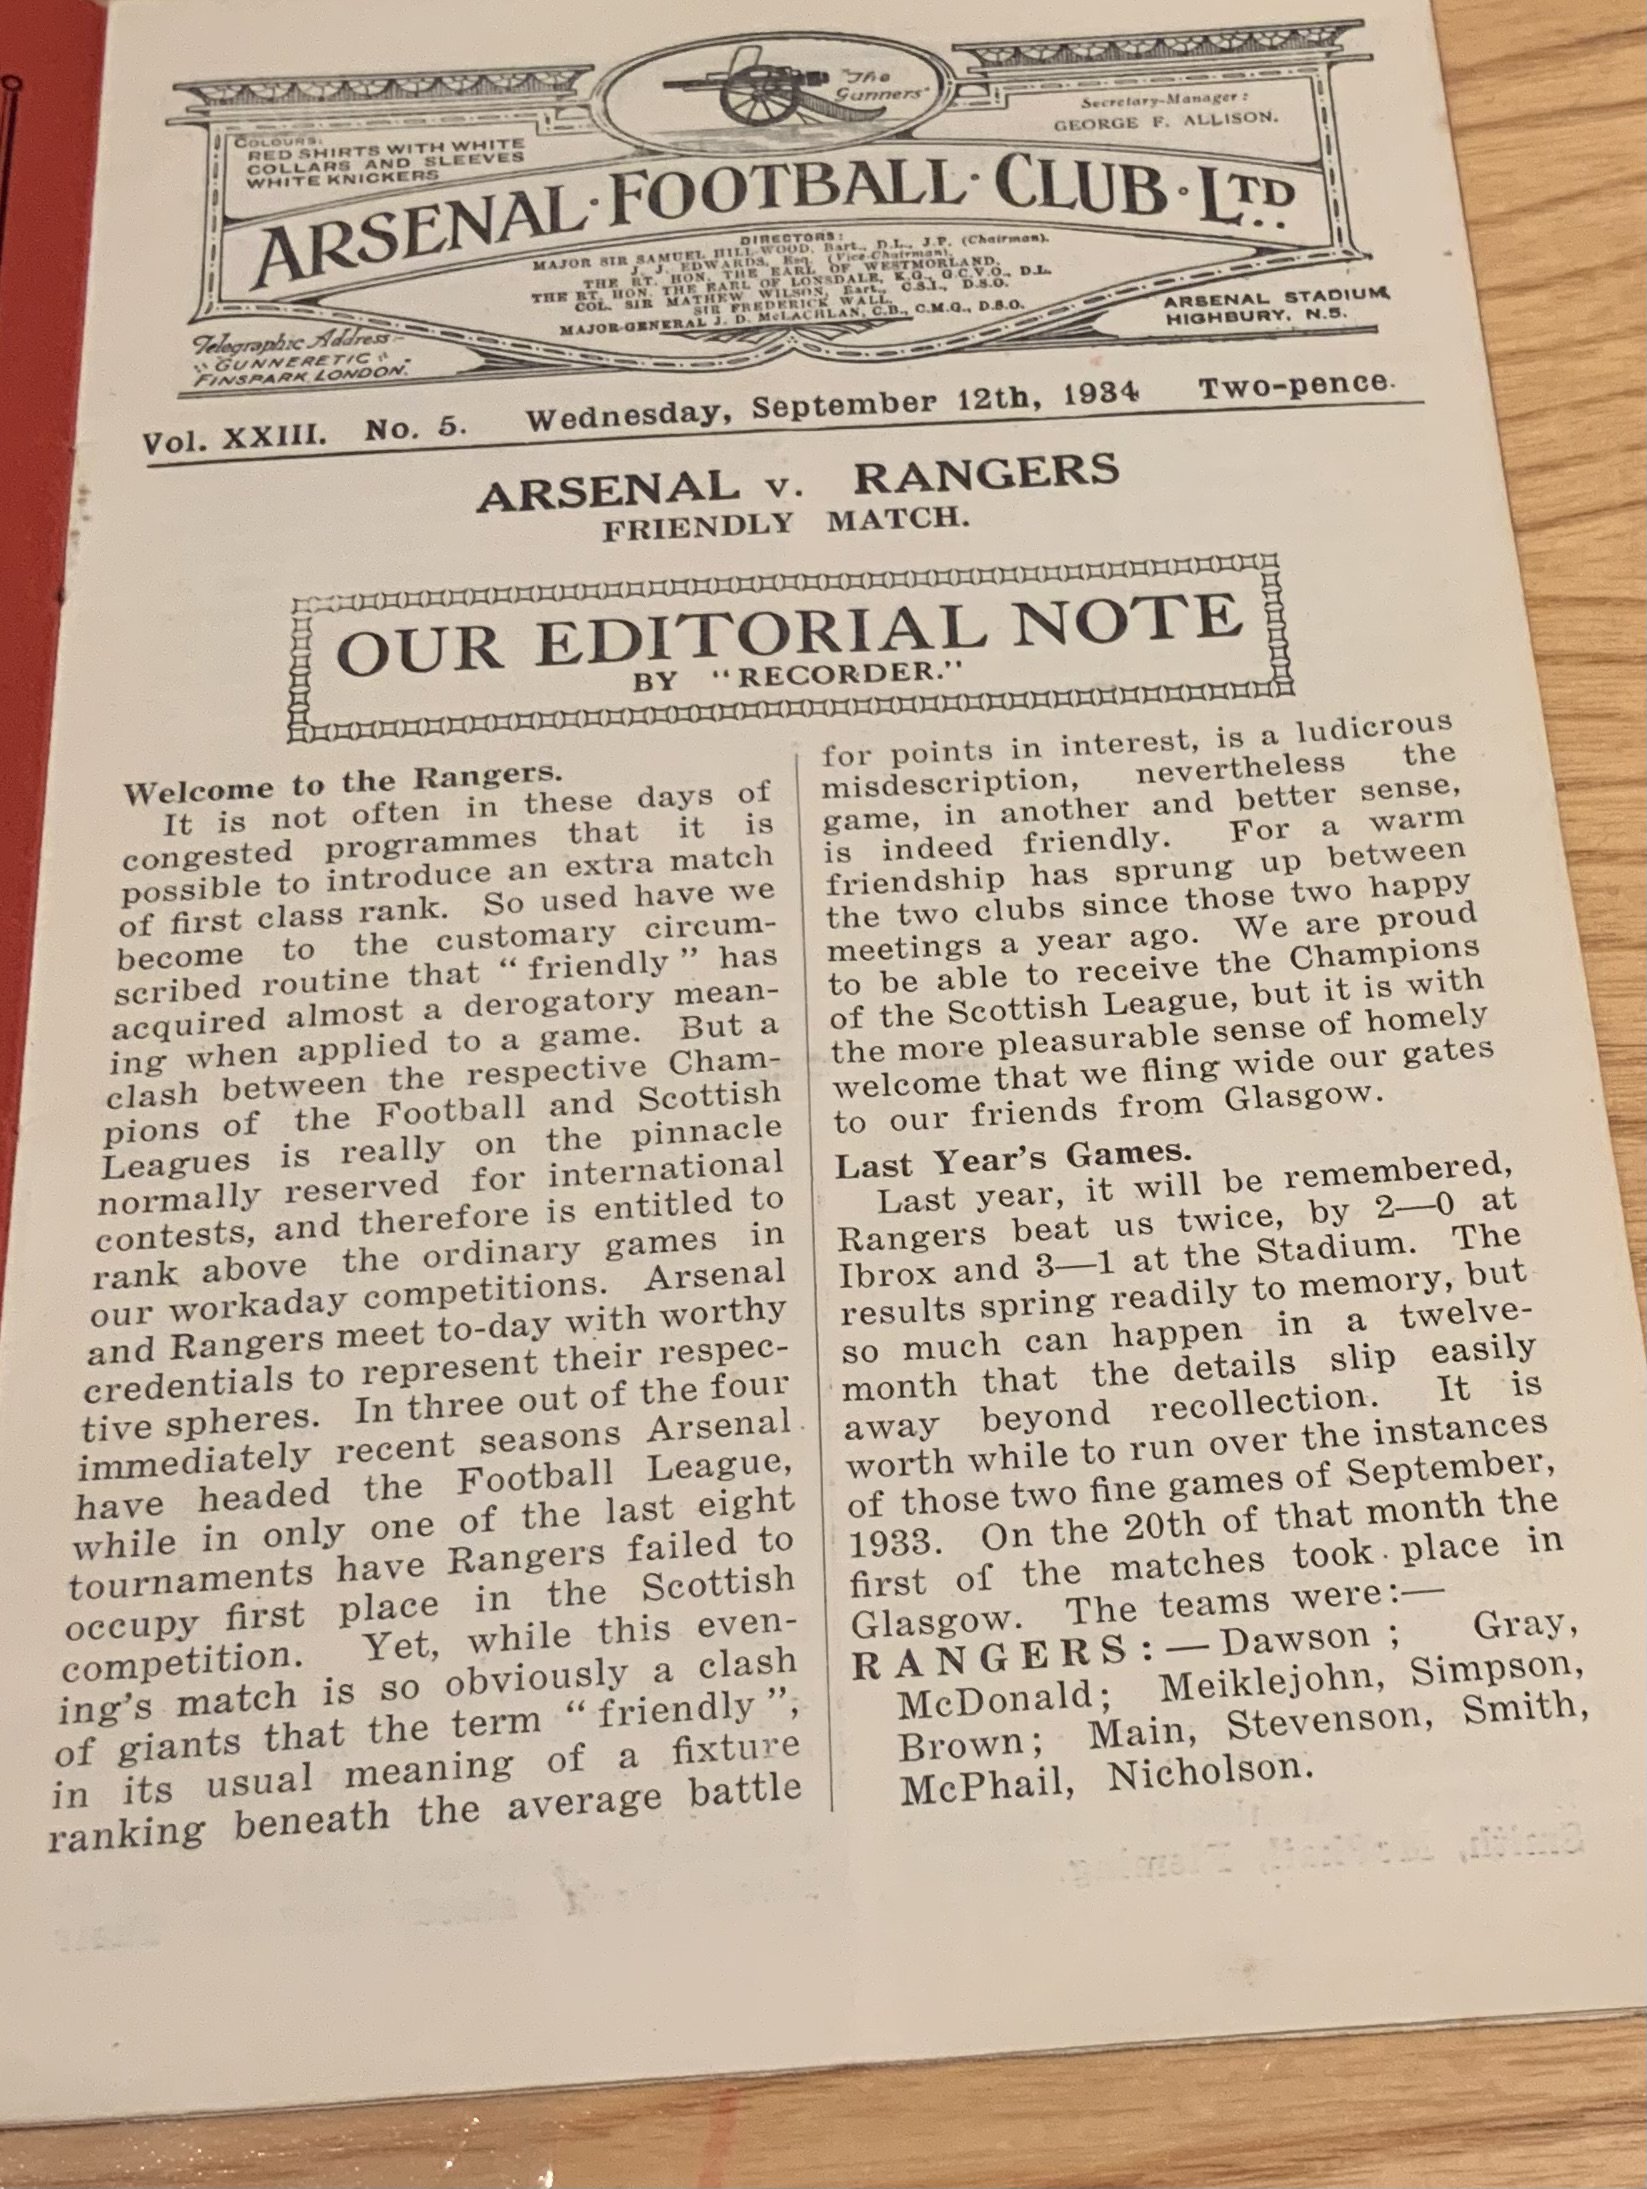 "The
Gunners"
COLOURS:
RED SHIRTS WITH WHITE
COLLARS AND SLEEVES
WHITE KNICKERS
Secretary-Manager:
GEORGE F. ALLISON.
ARSENAL · FOOTBALL · CLUB · LTD
DIRECTORS:
MAJOR SIR SAMUEL HILL-WOOD, Bart., D.L., J.P. (Chairman).
J. J. EDWARDS, Esq. (Vice-Chairman).
THE RT. HON. THE EARL OF WESTMORLAND.
THE RT. HON. THE EARL OF LONSDALE, K.G., G.C.V.O., D.L.
COL. SIR MATHEW WILSON, Bart., C.S.I., D.S.O.
SIR FREDERICK WALL.
MAJOR-GENERAL J. D. McLACHLAN, C.B., C.M.G., D.S.O.
Telegraphic Address—
"GUNNERETIC"
FINSPARK, LONDON.
ARSENAL STADIUM,
HIGHBURY, N.5.
Vol. XXIII. No. 5. Wednesday, September 12th, 1934 Two-pence.
ARSENAL v. RANGERS
FRIENDLY MATCH.
OUR EDITORIAL NOTE
BY "RECORDER."
Welcome to the Rangers.
It is not often in these days of
congested programmes that it is
possible to introduce an extra match
of first class rank. So used have we
become to the customary circum-
scribed routine that "friendly" has
acquired almost a derogatory mean-
ing when applied to a game. But a
clash between the respective Cham-
pions of the Football and Scottish
Leagues is really on the pinnacle
normally reserved for international
contests, and therefore is entitled to
rank above the ordinary games in
our workaday competitions. Arsenal
and Rangers meet to-day with worthy
credentials to represent their respec-
tive spheres. In three out of the four
immediately recent seasons Arsenal
have headed the Football League,
while in only one of the last eight
tournaments have Rangers failed to
occupy first place in the Scottish
competition. Yet, while this even-
ing's match is so obviously a clash
of giants that the term "friendly",
in its usual meaning of a fixture
ranking beneath the average battle
for points in interest, is a ludicrous
misdescription, nevertheless the
game, in another and better sense,
is indeed friendly. For a warm
friendship has sprung up between
the two clubs since those two happy
meetings a year ago. We are proud
to be able to receive the Champions
of the Scottish League, but it is with
the more pleasurable sense of homely
welcome that we fling wide our gates
to our friends from Glasgow.
Last Year's Games.
Last year, it will be remembered,
Rangers beat us twice, by 2—0 at
Ibrox and 3—1 at the Stadium. The
results spring readily to memory, but
so much can happen in a twelve-
month that the details slip easily
away beyond recollection. It is
worth while to run over the instances
of those two fine games of September,
1933. On the 20th of that month the
first of the matches took place in
Glasgow. The teams were:—
RANGERS:—Dawson; Gray,
McDonald; Meiklejohn, Simpson,
Brown; Main, Stevenson, Smith,
McPhail, Nicholson.